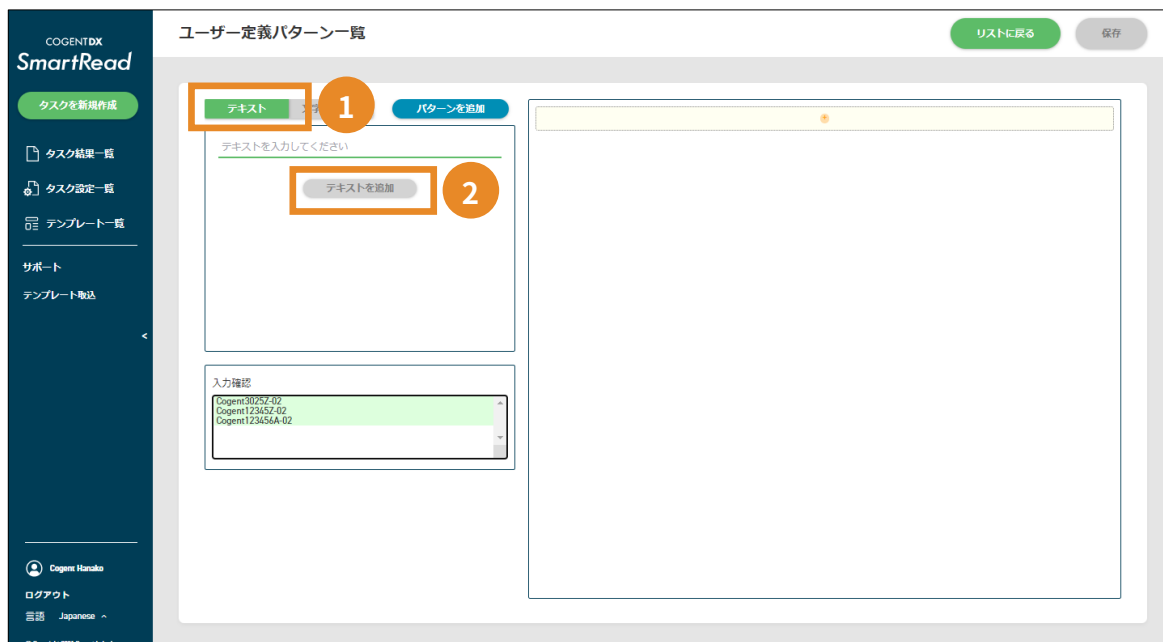 COGENTDX
SmartRead
タスクを新規作成
タスク結果一覧
タスク設定一覧
テンプレート一覧
サポート
テンプレート取込
<
Cogent Hanako
ログアウト
言語 Japanese
ユーザー定義パターン一覧
リストに戻る
保存
テキスト
1
パターンを追加
テキストを入力してください
テキストを追加
2
入力確認
Cogent3025Z-02
Cogent12345Z-02
Cogent123456A-02